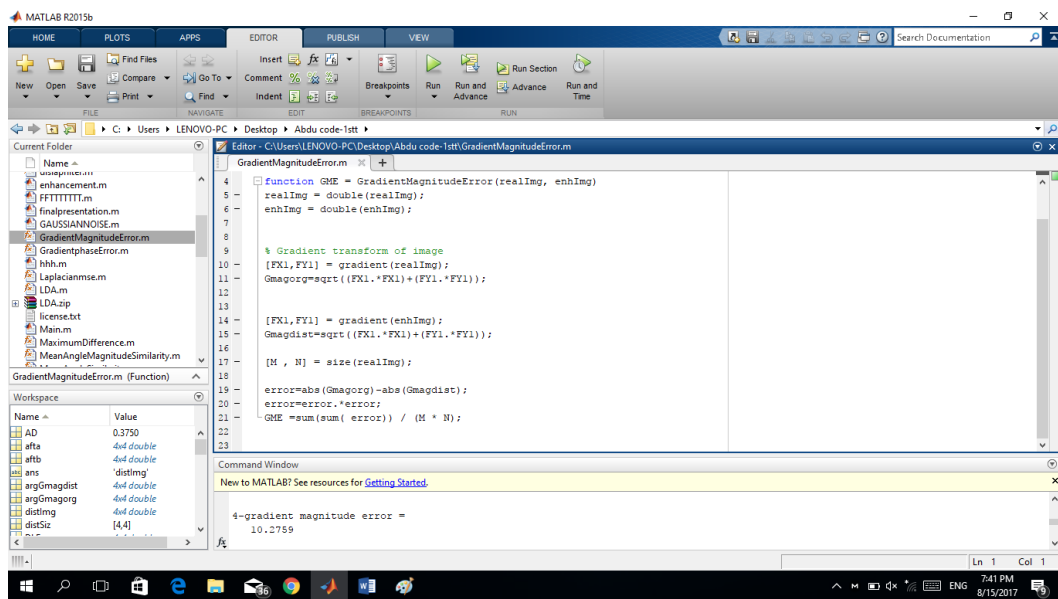 MATLAB R2015b
HOME PLOTS APPS EDITOR PUBLISH VIEW
Search Documentation
New Open Save
Find Files
Compare
Print
Go To
Find
Insert
Comment
Indent
Breakpoints
Run
Run and Advance
Run Section
Advance
Run and Time
FILE NAVIGATE EDIT BREAKPOINTS RUN
C: Users LENOVO-PC Desktop Abdu code-1stt
Current Folder
Name
enhancement.m
FFTTTTTT.m
finalpresentation.m
GAUSSIANNOISE.m
GradientMagnitudeError.m
GradientphaseError.m
hhh.m
Laplacianmse.m
LDA.m
LDA.zip
license.txt
Main.m
MaximumDifference.m
MeanAngleMagnitudeSimilarity.m
GradientMagnitudeError.m (Function)
Workspace
Name Value
AD 0.3750
afta 4x4 double
aftb 4x4 double
ans 'distImg'
argGmagdist 4x4 double
argGmagorg 4x4 double
distImg 4x4 double
distSiz [4,4]
Editor - C:\Users\LENOVO-PC\Desktop\Abdu code-1stt\GradientMagnitudeError.m
GradientMagnitudeError.m
4 function GME = GradientMagnitudeError(realImg, enhImg)
5 - realImg = double(realImg);
6 - enhImg = double(enhImg);
7
8
9 % Gradient transform of image
10 - [FX1,FY1] = gradient(realImg);
11 - Gmagorg=sqrt((FX1.*FX1)+(FY1.*FY1));
12
13
14 - [FX1,FY1] = gradient(enhImg);
15 - Gmagdist=sqrt((FX1.*FX1)+(FY1.*FY1));
16
17 - [M , N] = size(realImg);
18
19 - error=abs(Gmagorg)-abs(Gmagdist);
20 - error=error.*error;
21 - GME =sum(sum( error)) / (M * N);
22
23
Command Window
New to MATLAB? See resources for Getting Started.
4-gradient magnitude error =
10.2759
fx
Ln 1 Col 1
36
ENG
7:41 PM
8/15/2017
9